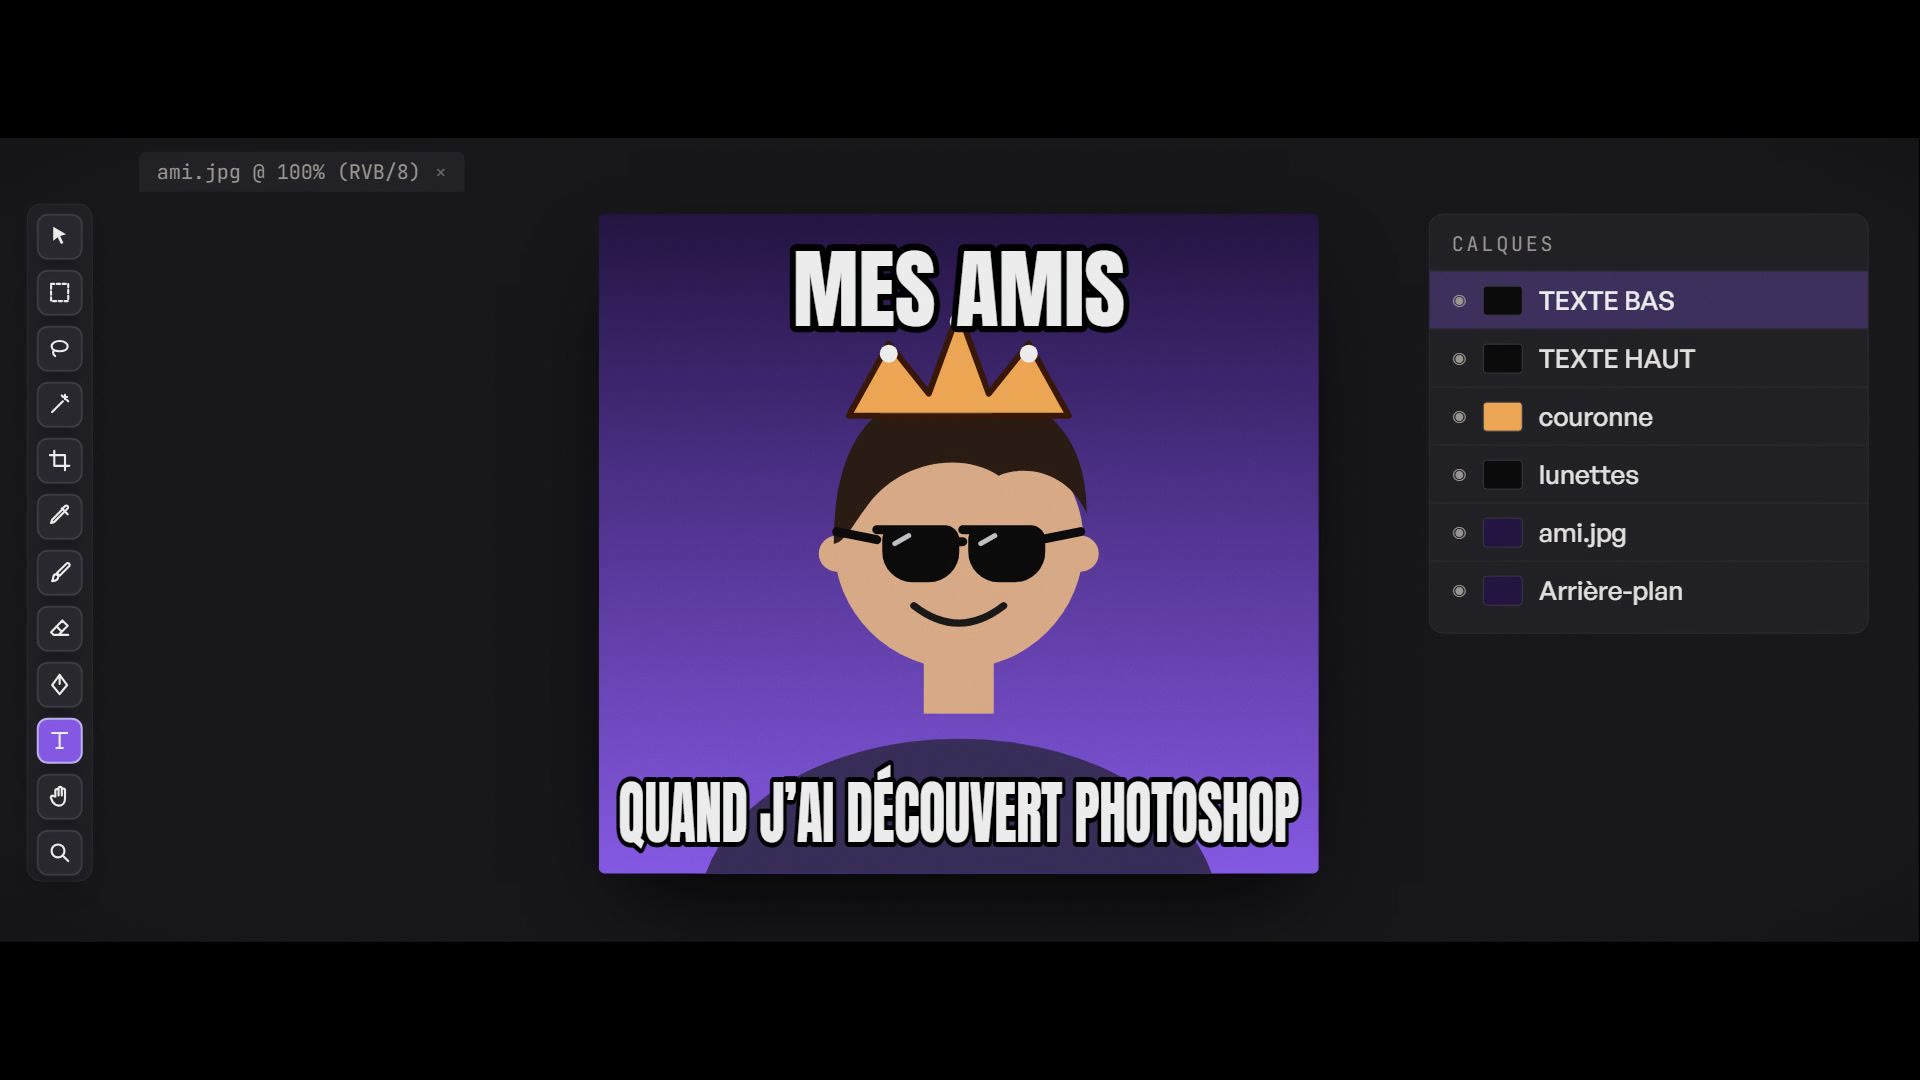 ami.jpg @ 100% (RVB/8) ×
MES AMIS
QUAND J’AI DÉCOUVERT PHOTOSHOP
CALQUES
TEXTE BAS
TEXTE HAUT
couronne
lunettes
ami.jpg
Arrière-plan